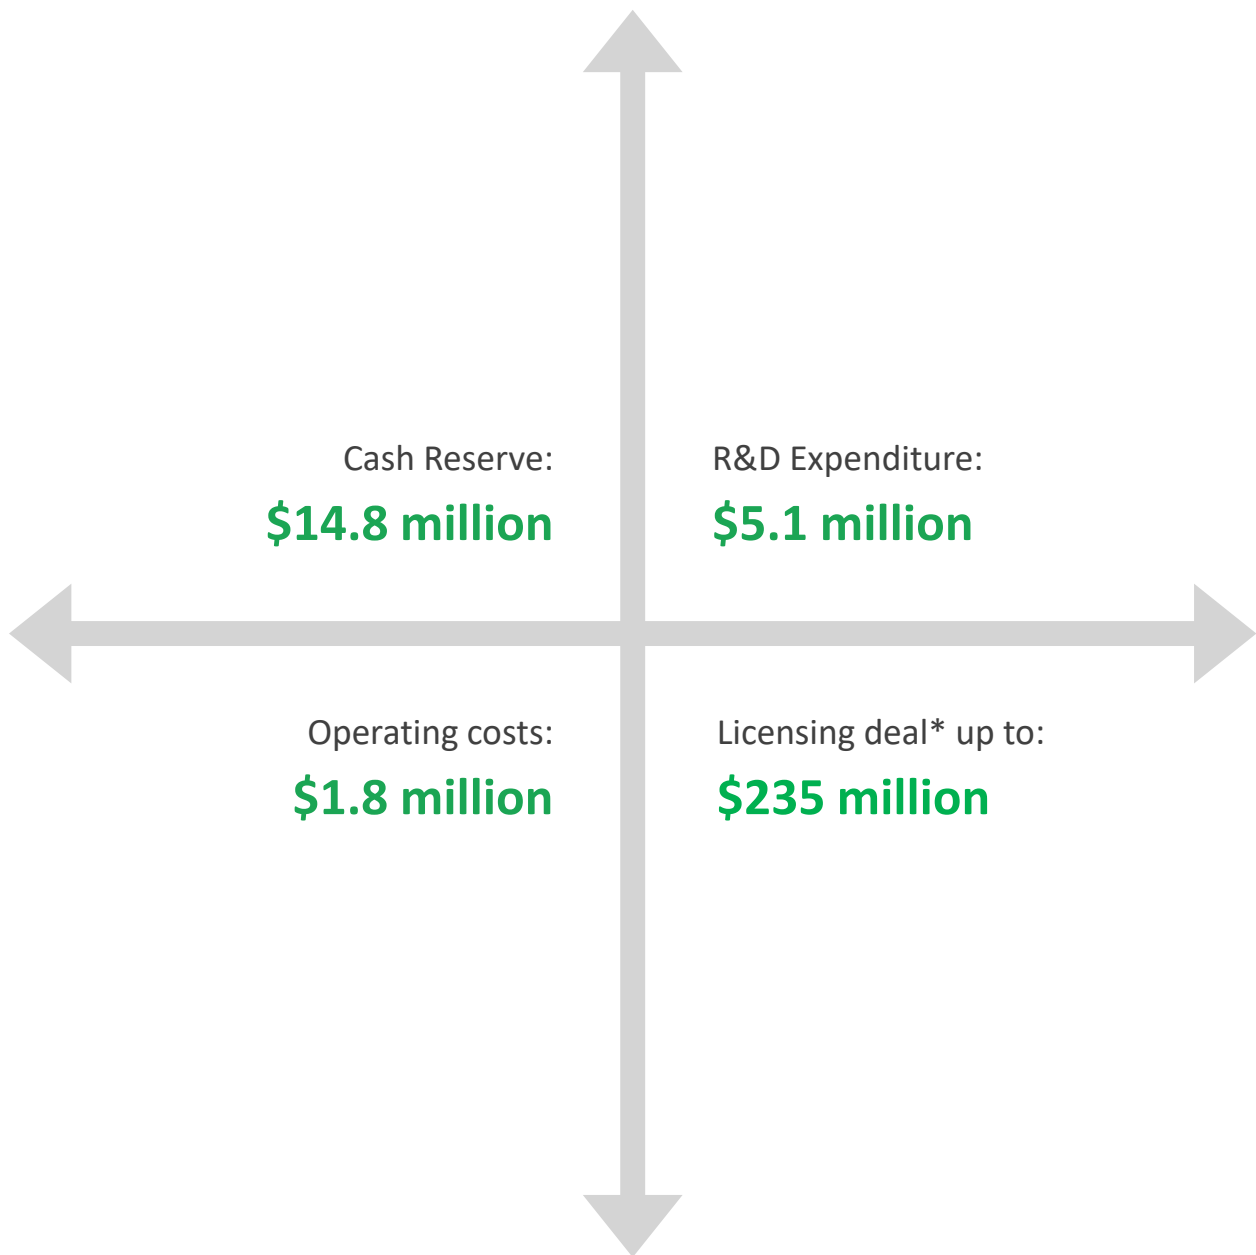 Cash Reserve:
$14.8 million
R&D Expenditure:
$5.1 million
Operating costs:
$1.8 million
Licensing deal* up to:
$235 million